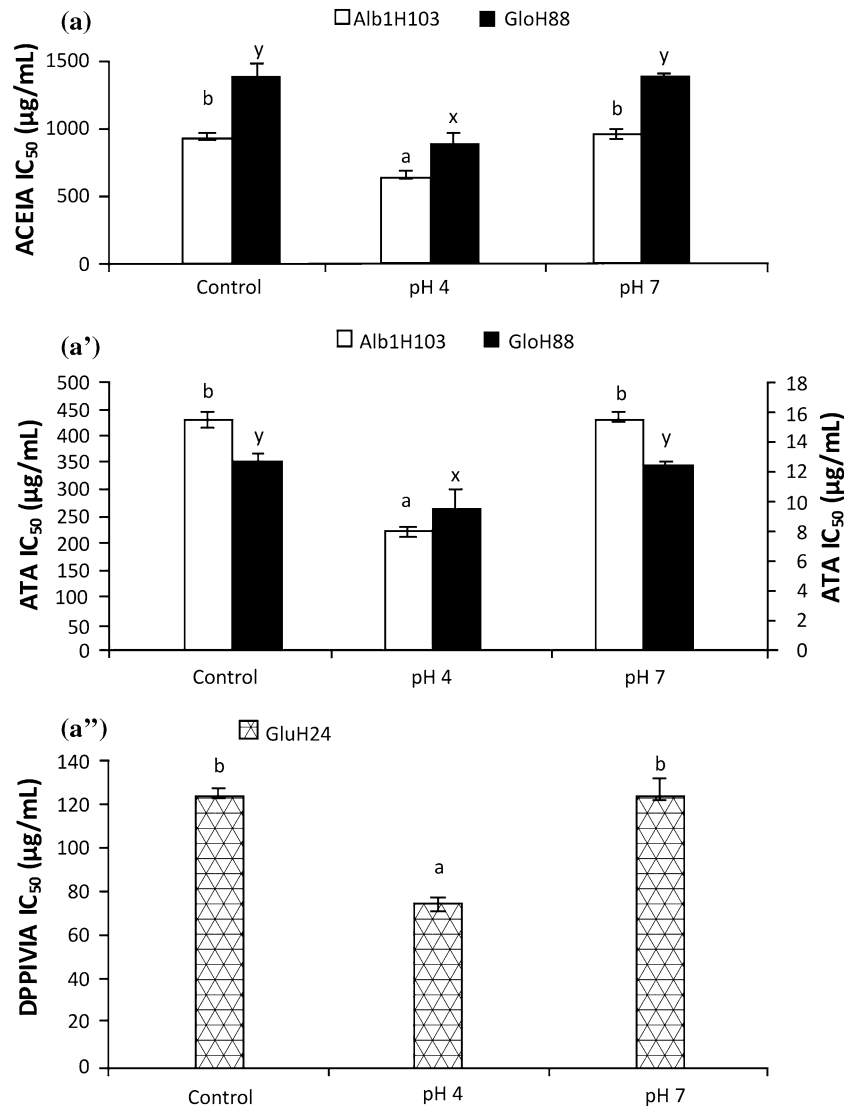 (a)
Alb1H103 GloH88
ACEIA IC50 (µg/mL)
1500
1000
500
0
b y a x b y
Control pH 4 pH 7
(a’)
Alb1H103 GloH88
ATA IC50 (µg/mL)
500
450
400
350
300
250
200
150
100
50
0
b y a x b y
18
16
14
12
10
8
6
4
2
0
ATA IC50 (µg/mL)
Control pH 4 pH 7
(a”)
GluH24
DPPIVIA IC50 (µg/mL)
140
120
100
80
60
40
20
0
b a b
Control pH 4 pH 7